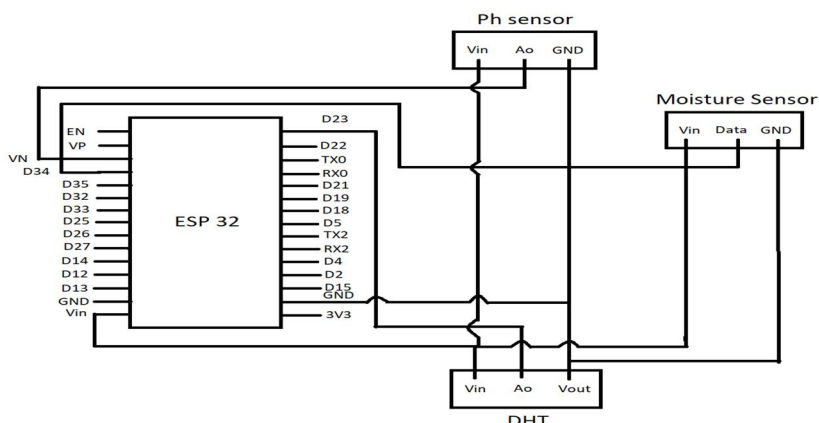 Ph sensor
Vin Ao GND
Moisture Sensor
Vin Data GND
D23
EN
VP
VN
D34
D35
D32
D33
D25
D26
D27
D14
D12
D13
GND
Vin
ESP 32
D22
TX0
RX0
D21
D19
D18
D5
TX2
RX2
D4
D2
D15
GND
3V3
Vin Ao Vout
DHT